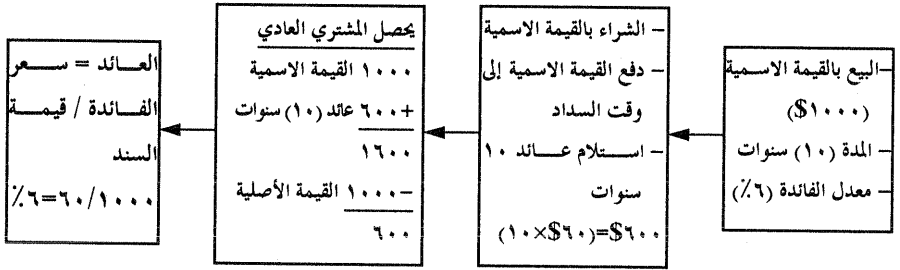 –البيع بالقيمة الاسمية
(١٠٠٠$)
– المدة (١٠) سنوات
– معدل الفائدة (٦٪)
– الشراء بالقيمة الاسمية
– دفع القيمة الاسمية إلى
وقت السداد
– استلام عائد ١٠
سنوات
٦٠٠$=(٦٠$×١٠)
يحصل المشتري العادي
١٠٠٠ القيمة الاسمية
+٦٠٠ عائد (١٠) سنوات
١٦٠٠
–١٠٠٠ القيمة الأصلية
٦٠٠
العائد = سعر
الفائدة / قيمة
السند
٦٠/١٠٠٠=٦٪